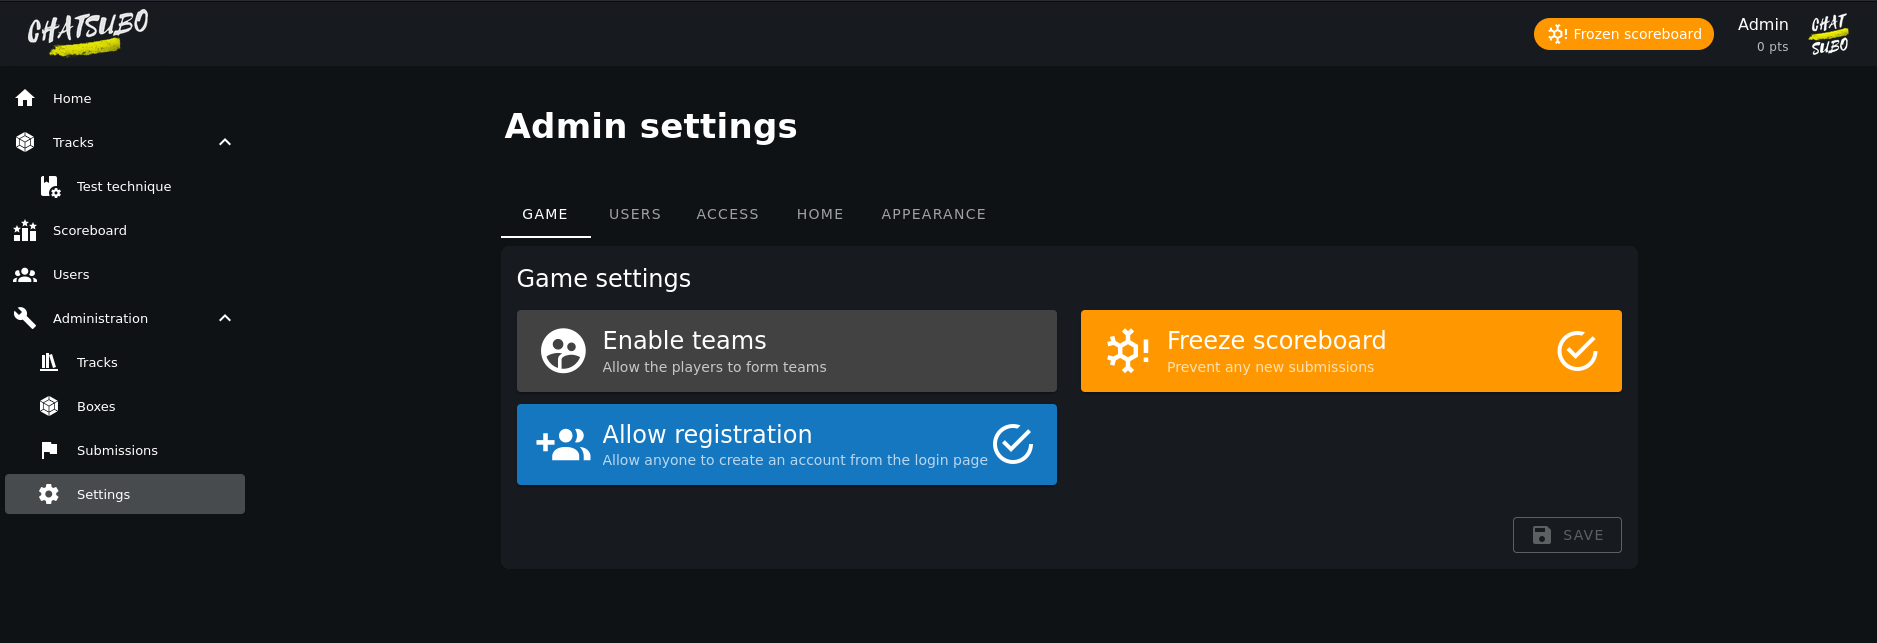 CHATSUBO
Frozen scoreboard
Admin
0 pts
CHAT
SUBO
Home
Tracks
Test technique
Scoreboard
Users
Administration
Tracks
Boxes
Submissions
Settings
Admin settings
GAME USERS ACCESS HOME APPEARANCE
Game settings
Enable teams
Allow the players to form teams
Freeze scoreboard
Prevent any new submissions
Allow registration
Allow anyone to create an account from the login page
SAVE